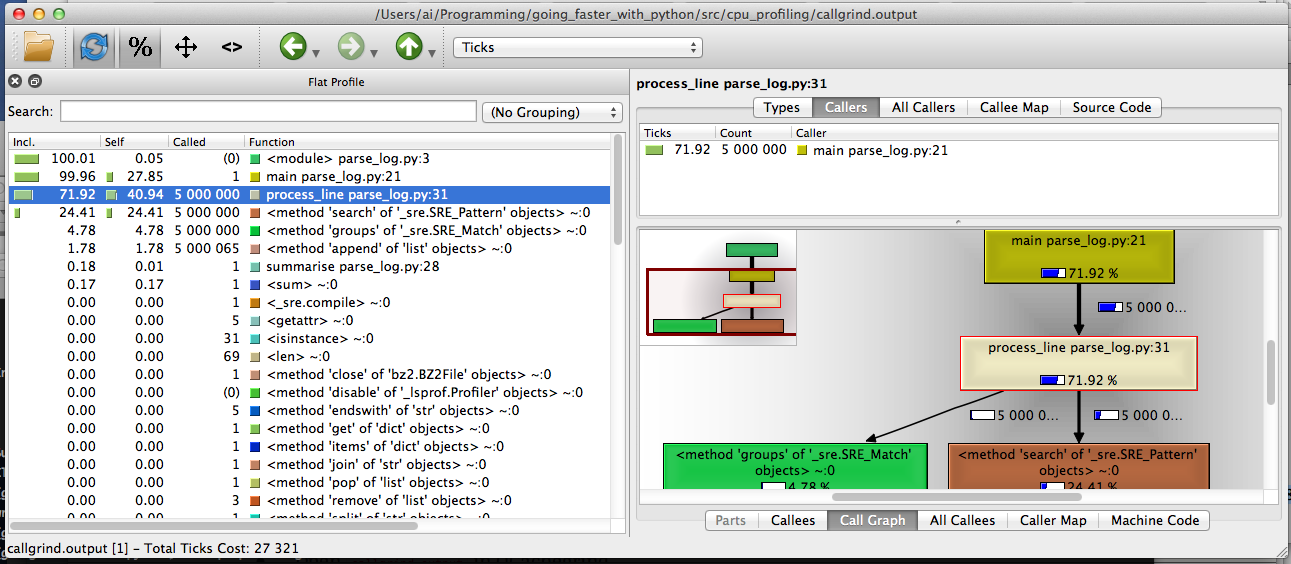 /Users/ai/Programming/going_faster_with_python/src/cpu_profiling/callgrind.output
% <> Ticks
Flat Profile
Search: (No Grouping)
Incl. Self Called Function
100.01 0.05 (0) <module> parse_log.py:3
99.96 27.85 1 main parse_log.py:21
71.92 40.94 5 000 000 process_line parse_log.py:31
24.41 24.41 5 000 000 <method 'search' of '_sre.SRE_Pattern' objects> ~:0
4.78 4.78 5 000 000 <method 'groups' of '_sre.SRE_Match' objects> ~:0
1.78 1.78 5 000 065 <method 'append' of 'list' objects> ~:0
0.18 0.01 1 summarise parse_log.py:28
0.17 0.17 1 <sum> ~:0
0.00 0.00 1 <_sre.compile> ~:0
0.00 0.00 5 <getattr> ~:0
0.00 0.00 31 <isinstance> ~:0
0.00 0.00 69 <len> ~:0
0.00 0.00 1 <method 'close' of 'bz2.BZ2File' objects> ~:0
0.00 0.00 (0) <method 'disable' of '_lsprof.Profiler' objects> ~:0
0.00 0.00 5 <method 'endswith' of 'str' objects> ~:0
0.00 0.00 1 <method 'get' of 'dict' objects> ~:0
0.00 0.00 1 <method 'items' of 'dict' objects> ~:0
0.00 0.00 1 <method 'join' of 'str' objects> ~:0
0.00 0.00 1 <method 'pop' of 'list' objects> ~:0
0.00 0.00 3 <method 'remove' of 'list' objects> ~:0
0.00 0.00 1 <method 'split' of 'str' objects> ~:0
process_line parse_log.py:31
Types Callers All Callers Callee Map Source Code
Ticks Count Caller
71.92 5 000 000 main parse_log.py:21
main parse_log.py:21
71.92 %
5 000 0...
process_line parse_log.py:31
71.92 %
5 000 0... 5 000 0...
<method 'groups' of '_sre.SRE_Match'
objects> ~:0
4.78 %
<method 'search' of '_sre.SRE_Pattern'
objects> ~:0
24.41 %
Parts Callees Call Graph All Callees Caller Map Machine Code
callgrind.output [1] - Total Ticks Cost: 27 321